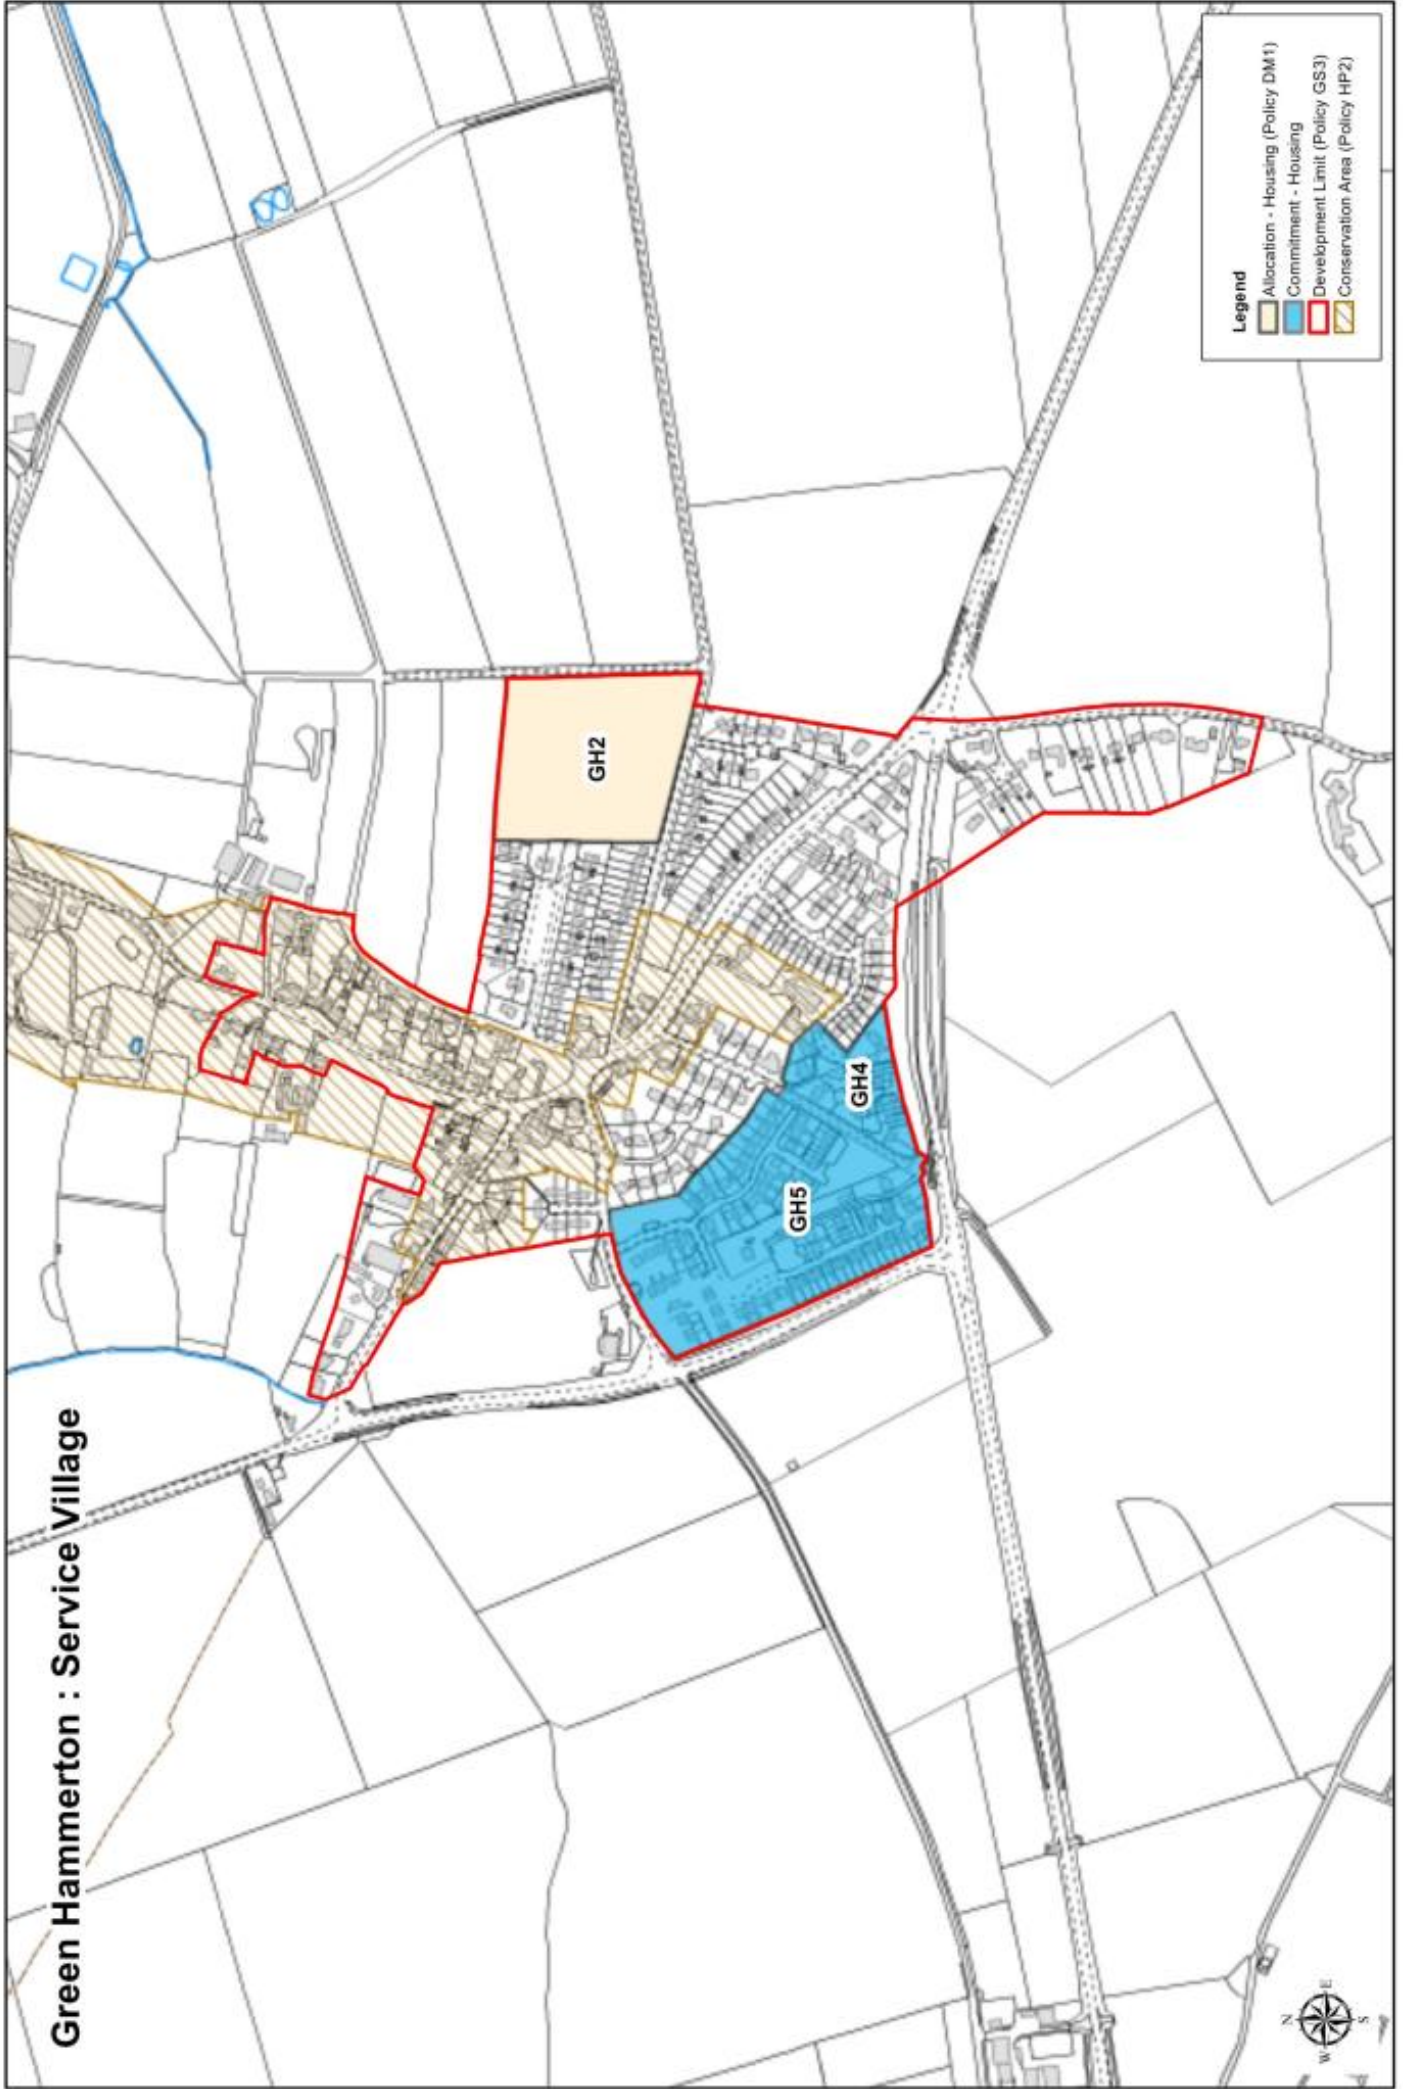 Green Hammerton : Service Village
GH2
GH4
GH5
Legend
Allocation - Housing (Policy DM1)
Commitment - Housing
Development Limit (Policy GS3)
Conservation Area (Policy HP2)
N
W
E
S